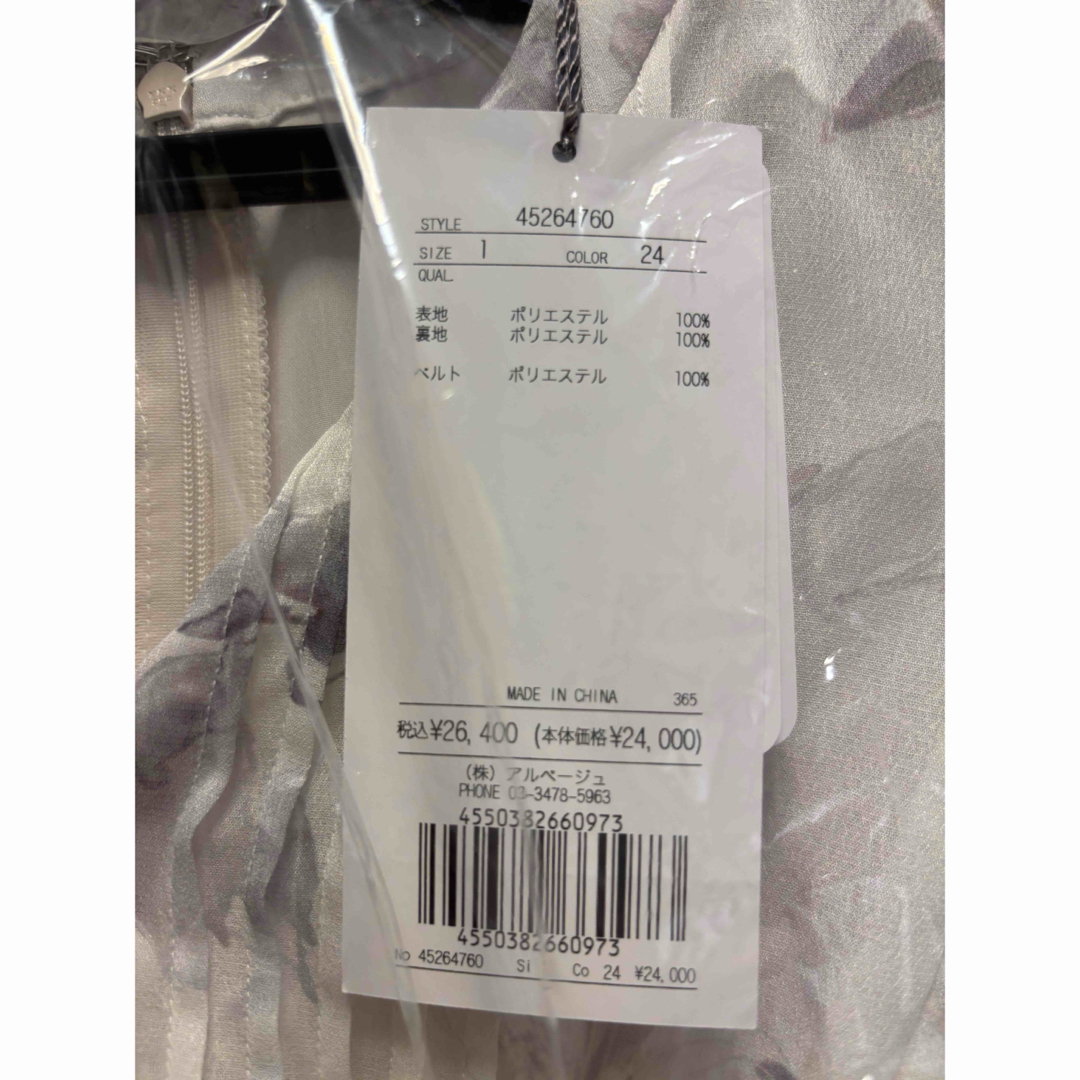 STYLE 45264760
SIZE 1 COLOR 24
QUAL.
表地 ポリエステル 100%
裏地 ポリエステル 100%
ベルト ポリエステル 100%
MADE IN CHINA 365
税込¥26,400 (本体価格¥24,000)
(株) アルページュ
PHONE 03-3478-5963
4550382660973
4550382660973
No 45264760 Si Co 24 ¥24,000